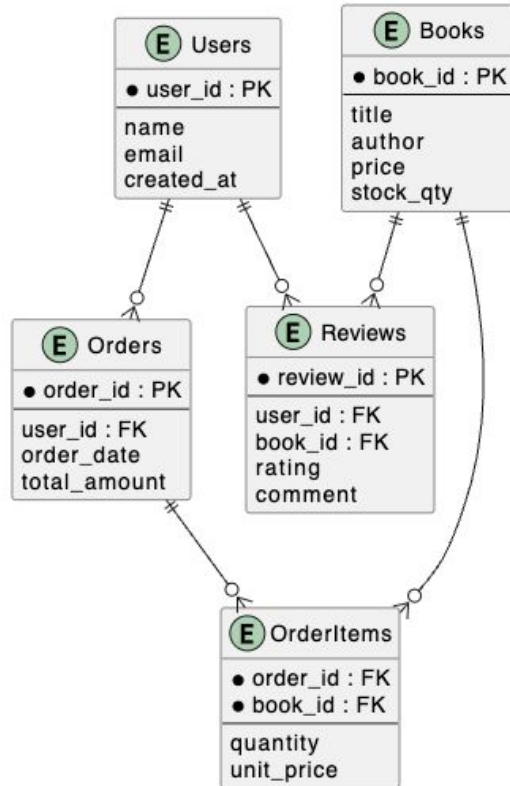 E Users
● user_id : PK
name
email
created_at
E Books
● book_id : PK
title
author
price
stock_qty
E Orders
● order_id : PK
user_id : FK
order_date
total_amount
E Reviews
● review_id : PK
user_id : FK
book_id : FK
rating
comment
E OrderItems
● order_id : FK
● book_id : FK
quantity
unit_price